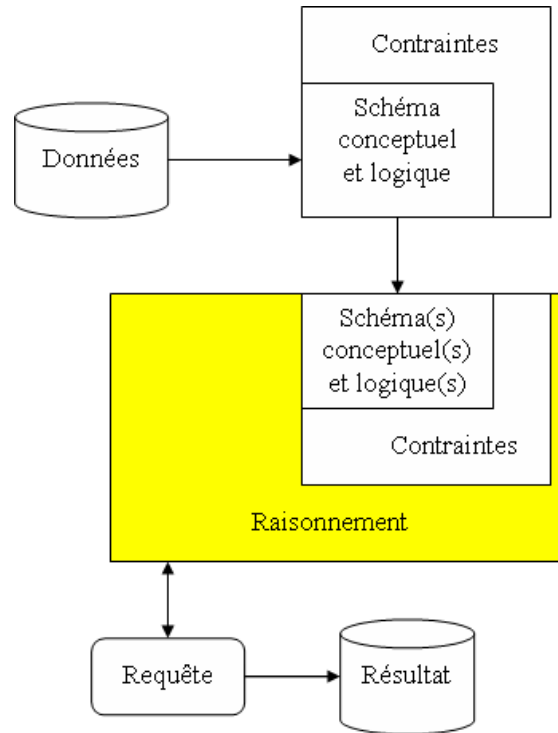 Contraintes
Schéma
conceptuel
et logique
Données
Schéma(s)
conceptuel(s)
et logique(s)
Contraintes
Raisonnement
Requête
Résultat